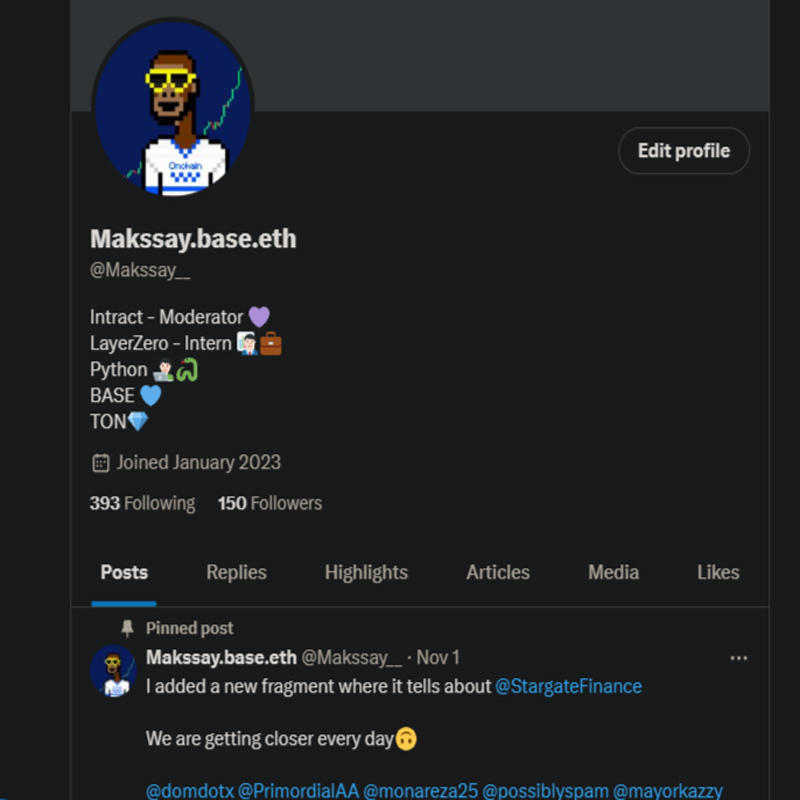 Onchain
Edit profile
Makssay.base.eth
@Makssay__
Intract - Moderator 💜
LayerZero - Intern 👨🏻‍💼💼
Python 👨🏻‍💻🐍
BASE 💙
TON💎
Joined January 2023
393 Following 150 Followers
Posts Replies Highlights Articles Media Likes
Pinned post
Makssay.base.eth @Makssay__ · Nov 1 ···
I added a new fragment where it tells about @StargateFinance
We are getting closer every day🙃
@domdotx @PrimordialAA @monareza25 @possiblyspam @mayorkazzy